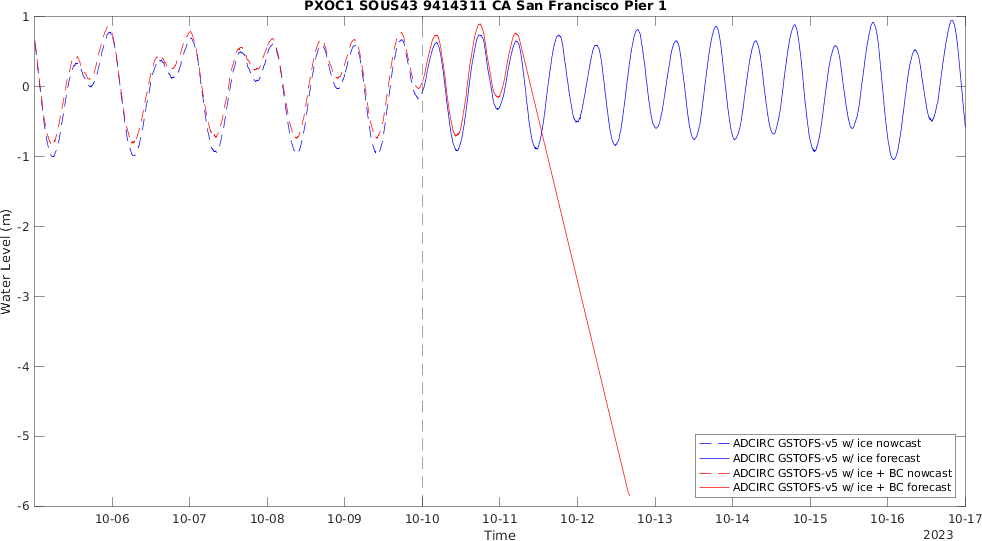 PXOC1 SOUS43 9414311 CA San Francisco Pier 1
1
0
-1
-2
-3
-4
-5
-6
Water Level (m)
ADCIRC GSTOFS-v5 w/ ice nowcast
ADCIRC GSTOFS-v5 w/ ice forecast
ADCIRC GSTOFS-v5 w/ ice + BC nowcast
ADCIRC GSTOFS-v5 w/ ice + BC forecast
10-06 10-07 10-08 10-09 10-10 10-11 10-12 10-13 10-14 10-15 10-16 10-17
Time
2023